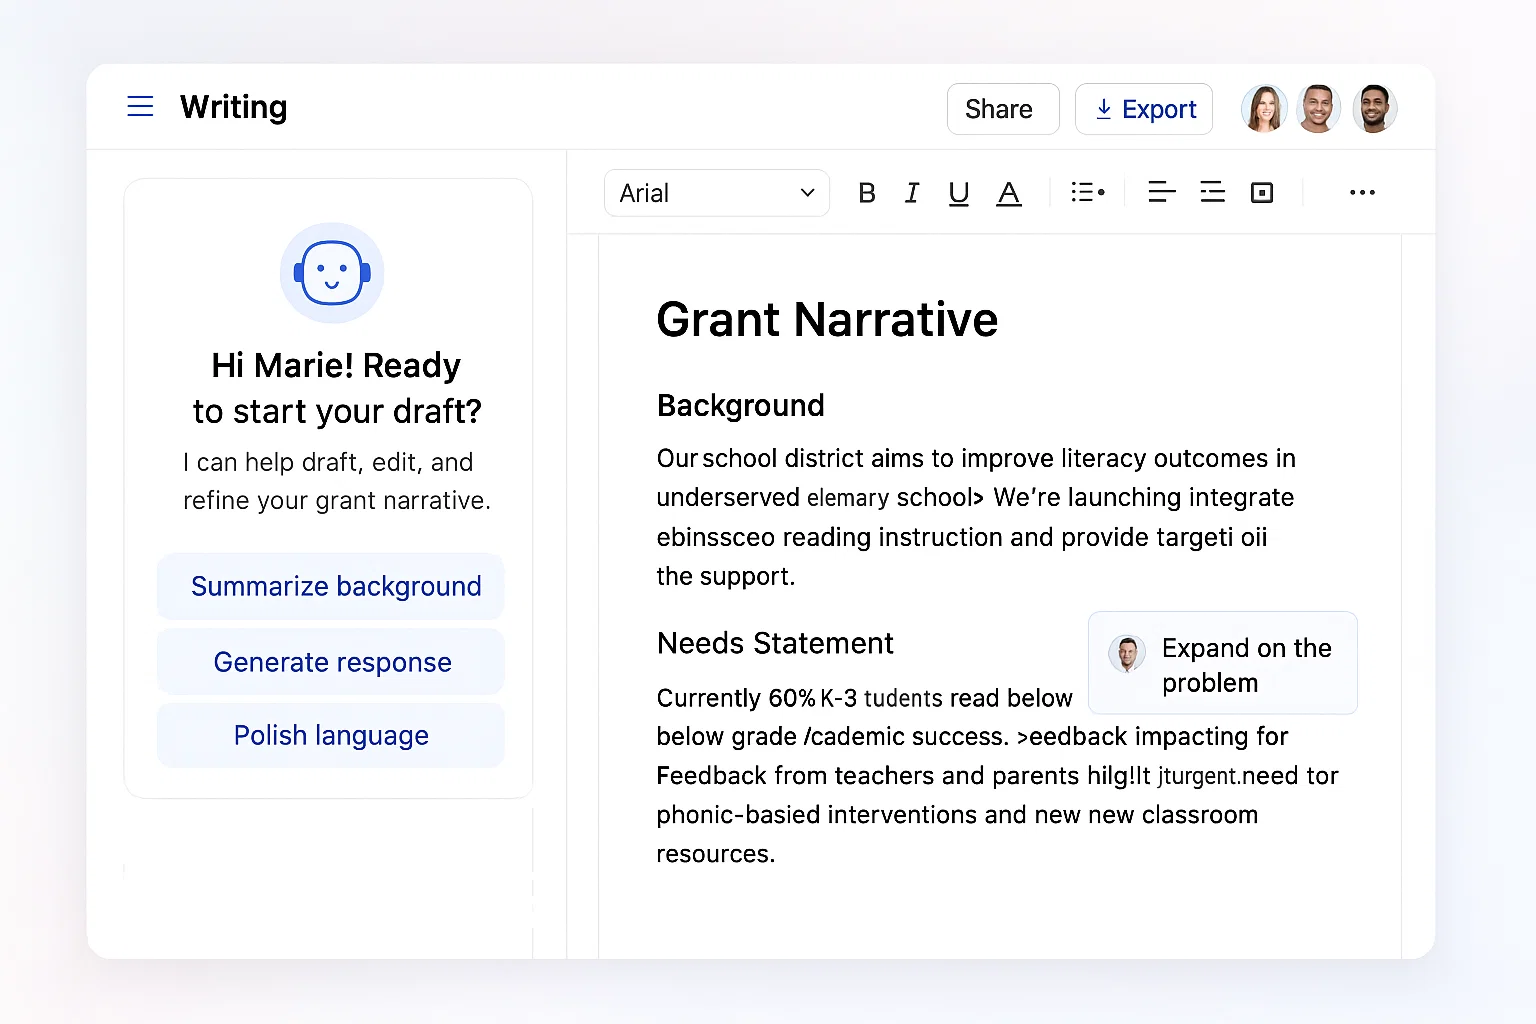 Writing
Share
Export
Hi Marie! Ready
to start your draft?
I can help draft, edit, and
refine your grant narrative.
Summarize background
Generate response
Polish language
Arial
B I U A
Grant Narrative
Background
Our school district aims to improve literacy outcomes in
underserved elemary school> We're launching integrate
ebinssceo reading instruction and provide targeti oii
the support.
Needs Statement
Expand on the
problem
Currently 60% K-3 tudents read below
below grade /cademic success. >eedback impacting for
Feedback from teachers and parents hilg!lt jturgent.need tor
phonic-basied interventions and new new classroom
resources.